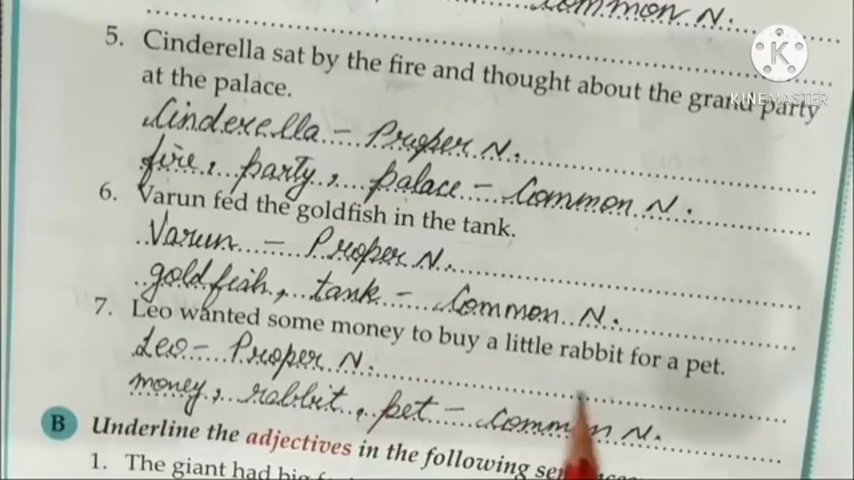 Common N.
5. Cinderella sat by the fire and thought about the grand party
at the palace.
Cinderella - Proper N.
fire, party, palace - Common N.
6. Varun fed the goldfish in the tank.
Varun - Proper N.
goldfish, tank - Common N.
7. Leo wanted some money to buy a little rabbit for a pet.
Leo - Proper N.
money, rabbit, pet - Common N.
B Underline the adjectives in the following
1. The giant had big
K
KINEMASTER